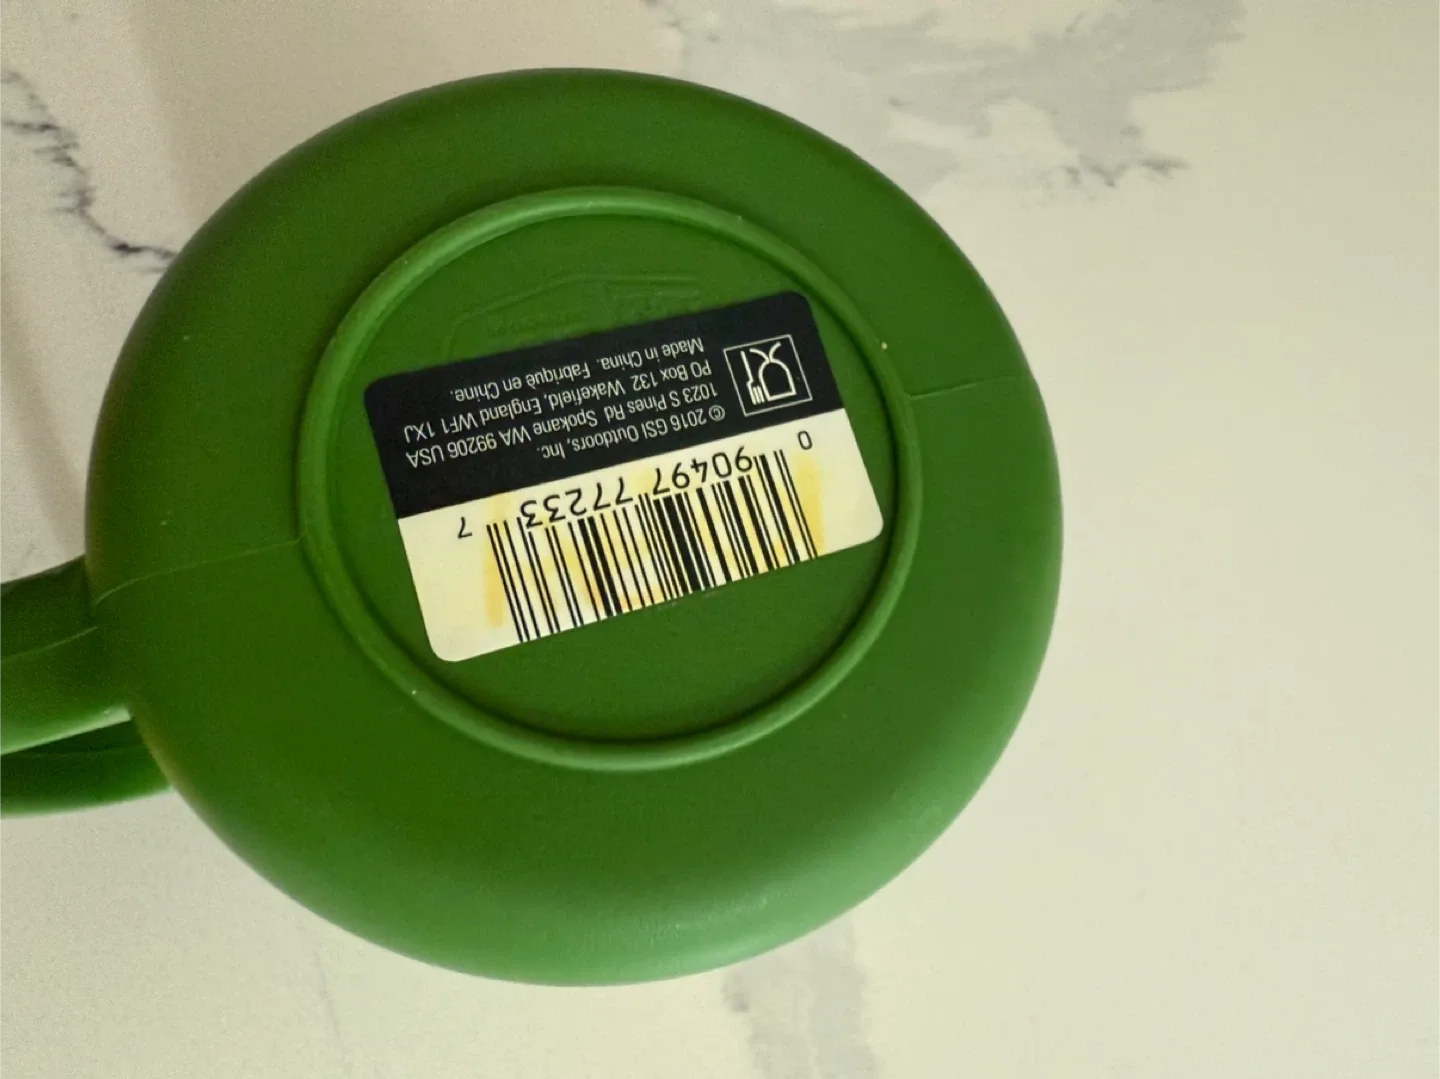 0 90497 77233 7
© 2016 GSI Outdoors, Inc.
1023 S Pines Rd Spokane WA 99206 USA
PO Box 132 Wakefield, England WF1 1XJ
Made in China. Fabriqué en Chine.